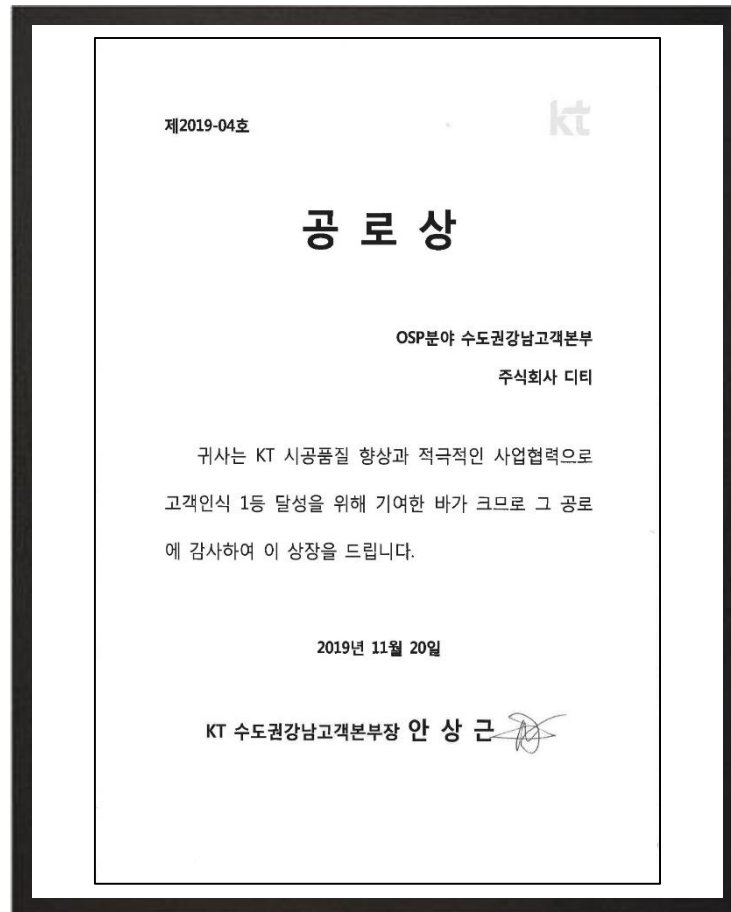 제2019-04호
kt
공 로 상
OSP분야 수도권강남고객본부
주식회사 디티
귀사는 KT 시공품질 향상과 적극적인 사업협력으로
고객인식 1등 달성을 위해 기여한 바가 크므로 그 공로
에 감사하여 이 상장을 드립니다.
2019년 11월 20일
KT 수도권강남고객본부장 안 상 근